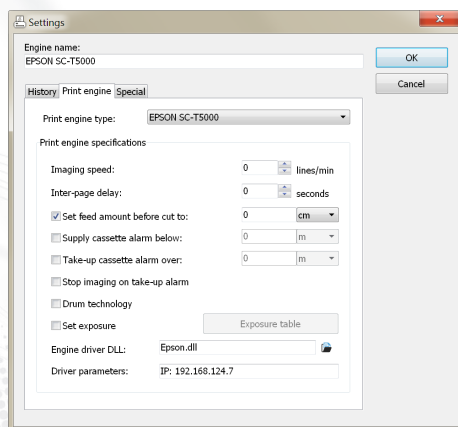 Settings
x
Engine name:
EPSON SC-T5000
OK
Cancel
History Print engine Special
Print engine type: EPSON SC-T5000
Print engine specifications
Imaging speed: 0 lines/min
Inter-page delay: 0 seconds
Set feed amount before cut to: 0 cm
Supply cassette alarm below: 0 m
Take-up cassette alarm over: 0 m
Stop imaging on take-up alarm
Drum technology
Set exposure Exposure table
Engine driver DLL: Epson.dll
Driver parameters: IP: 192.168.124.7